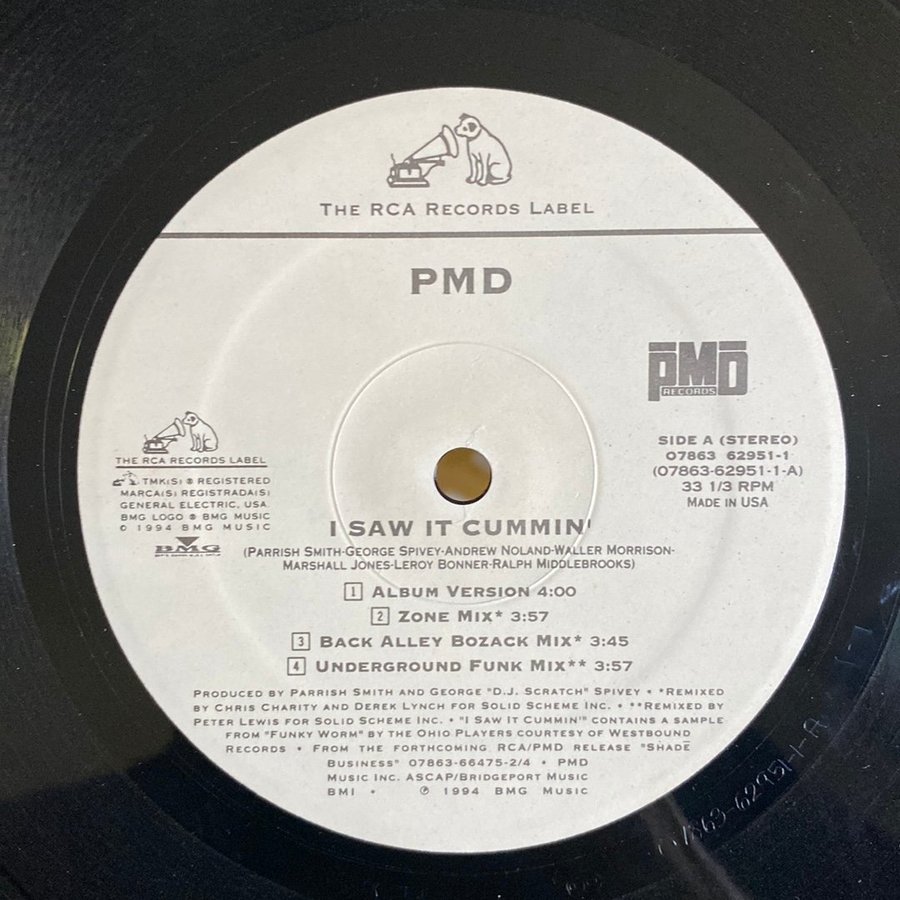 THE RCA RECORDS LABEL
PMD
PMD
RECORDS
SIDE A (STEREO)
07863 62951-1
(07863-62951-1-A)
33 1/3 RPM
MADE IN USA
THE RCA RECORDS LABEL
TMK(S) ® REGISTERED
MARCA(S) REGISTRADA(S)
GENERAL ELECTRIC, USA.
BMG LOGO ® BMG MUSIC
© 1994 BMG MUSIC
BMG
I SAW IT CUMMIN'
(PARRISH SMITH-GEORGE SPIVEY-ANDREW NOLAND-WALLER MORRISON-
MARSHALL JONES-LEROY BONNER-RALPH MIDDLEBROOKS)
1 ALBUM VERSION 4:00
2 ZONE MIX* 3:57
3 BACK ALLEY BOZACK MIX* 3:45
4 UNDERGROUND FUNK MIX** 3:57
PRODUCED BY PARRISH SMITH AND GEORGE "D.J. SCRATCH" SPIVEY • *REMIXED
BY CHRIS CHARITY AND DEREK LYNCH FOR SOLID SCHEME INC. • **REMIXED BY
PETER LEWIS FOR SOLID SCHEME INC. • "I SAW IT CUMMIN'" CONTAINS A SAMPLE
FROM "FUNKY WORM" BY THE OHIO PLAYERS COURTESY OF WESTBOUND
RECORDS • FROM THE FORTHCOMING RCA/PMD RELEASE "SHADE
BUSINESS" 07863-66475-2/4 • PMD
MUSIC INC. ASCAP/BRIDGEPORT MUSIC
BMI • ℗ 1994 BMG MUSIC
07863-62951-1-A